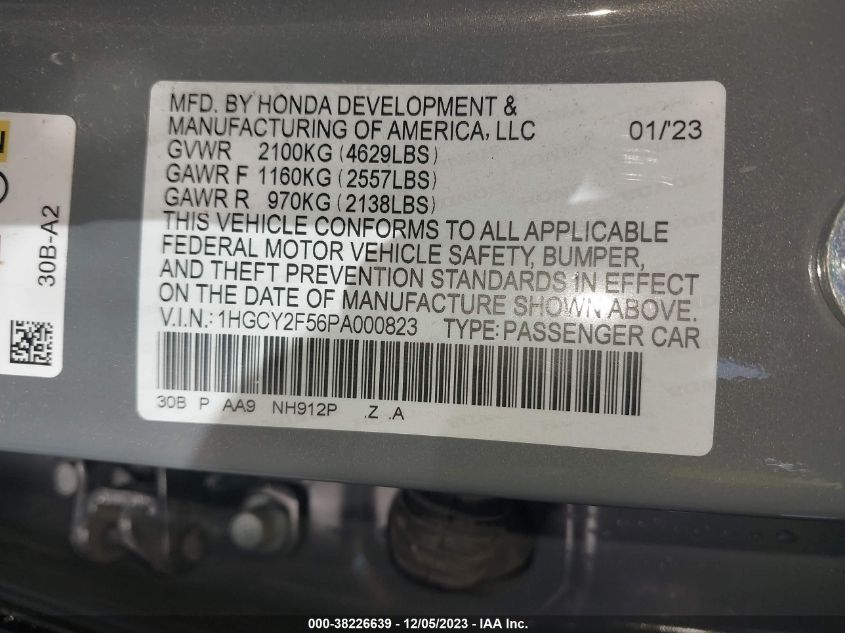 MFD. BY HONDA DEVELOPMENT &
MANUFACTURING OF AMERICA, LLC 01/'23
GVWR 2100KG (4629LBS)
GAWR F 1160KG (2557LBS)
GAWR R 970KG (2138LBS)
THIS VEHICLE CONFORMS TO ALL APPLICABLE
FEDERAL MOTOR VEHICLE SAFETY, BUMPER,
AND THEFT PREVENTION STANDARDS IN EFFECT
ON THE DATE OF MANUFACTURE SHOWN ABOVE.
V.I.N.: 1HGCY2F56PA000823 TYPE: PASSENGER CAR
30B P AA9 NH912P .Z .A
30B-A2
000-38226639 - 12/05/2023 - IAA Inc.